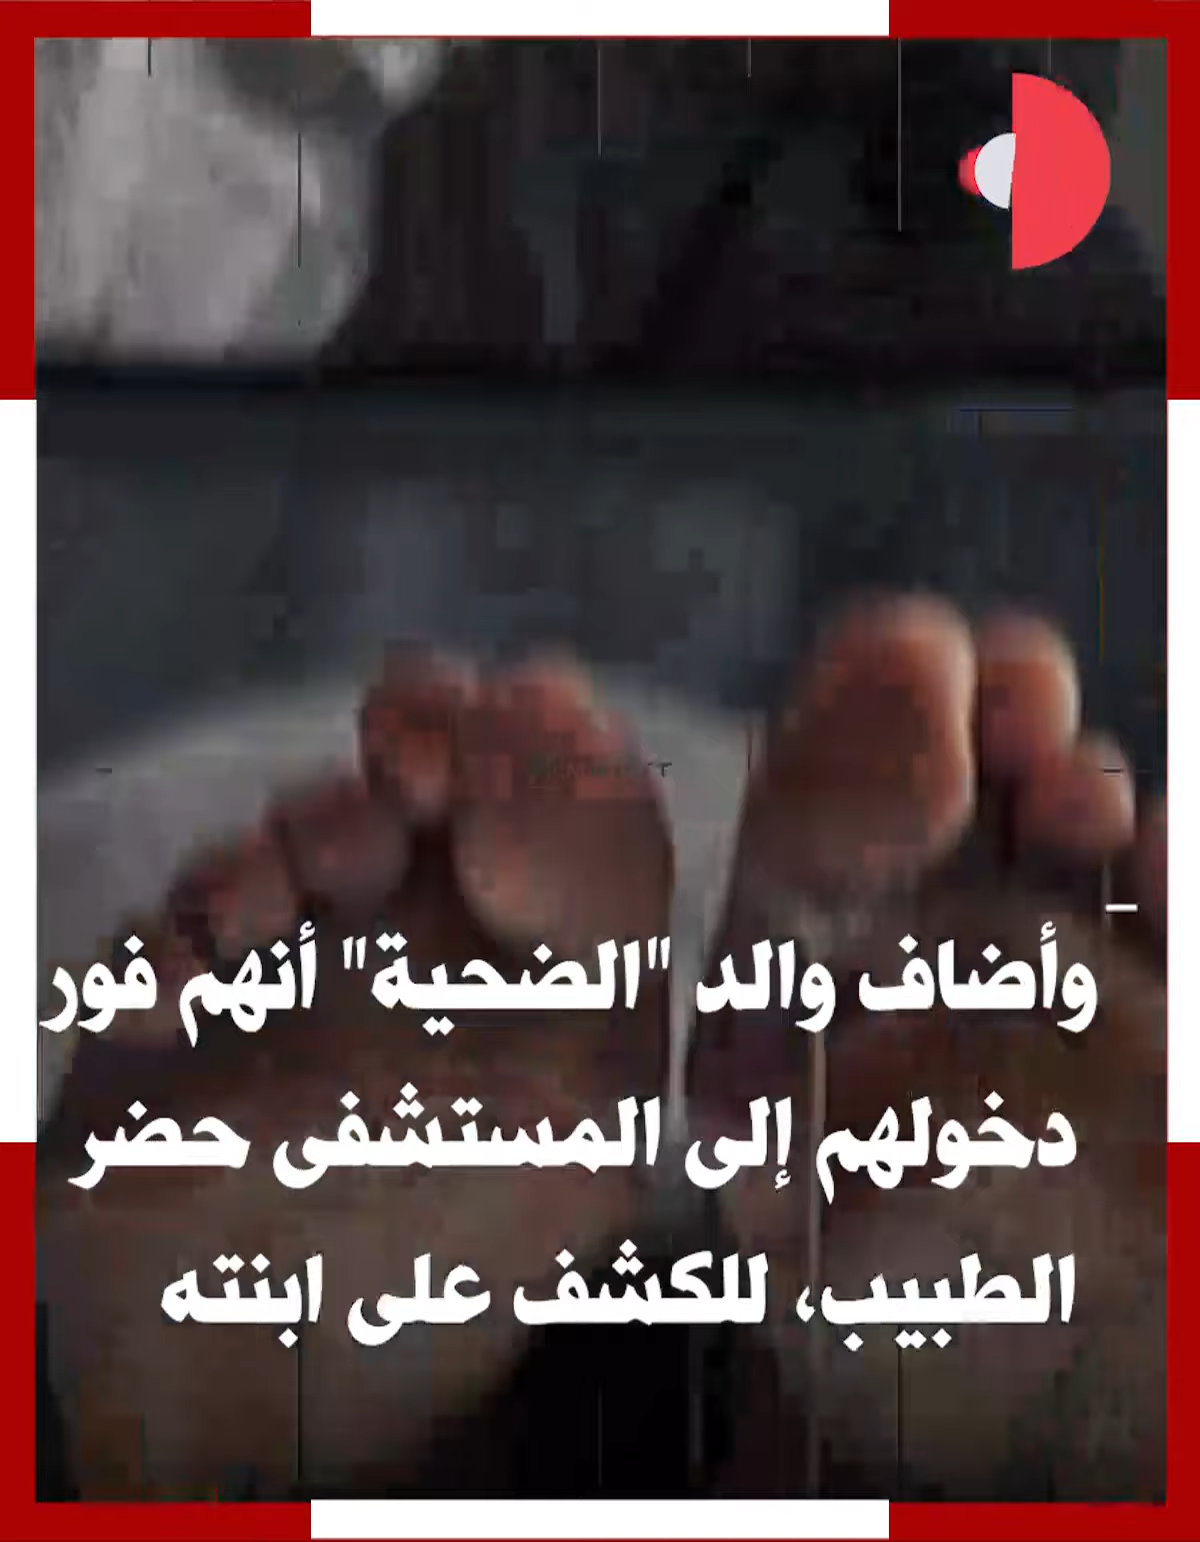 _
وأضاف والد "الضحية" أنهم فور
دخولهم إلى المستشفى حضر
الطبيب، للكشف على ابنته